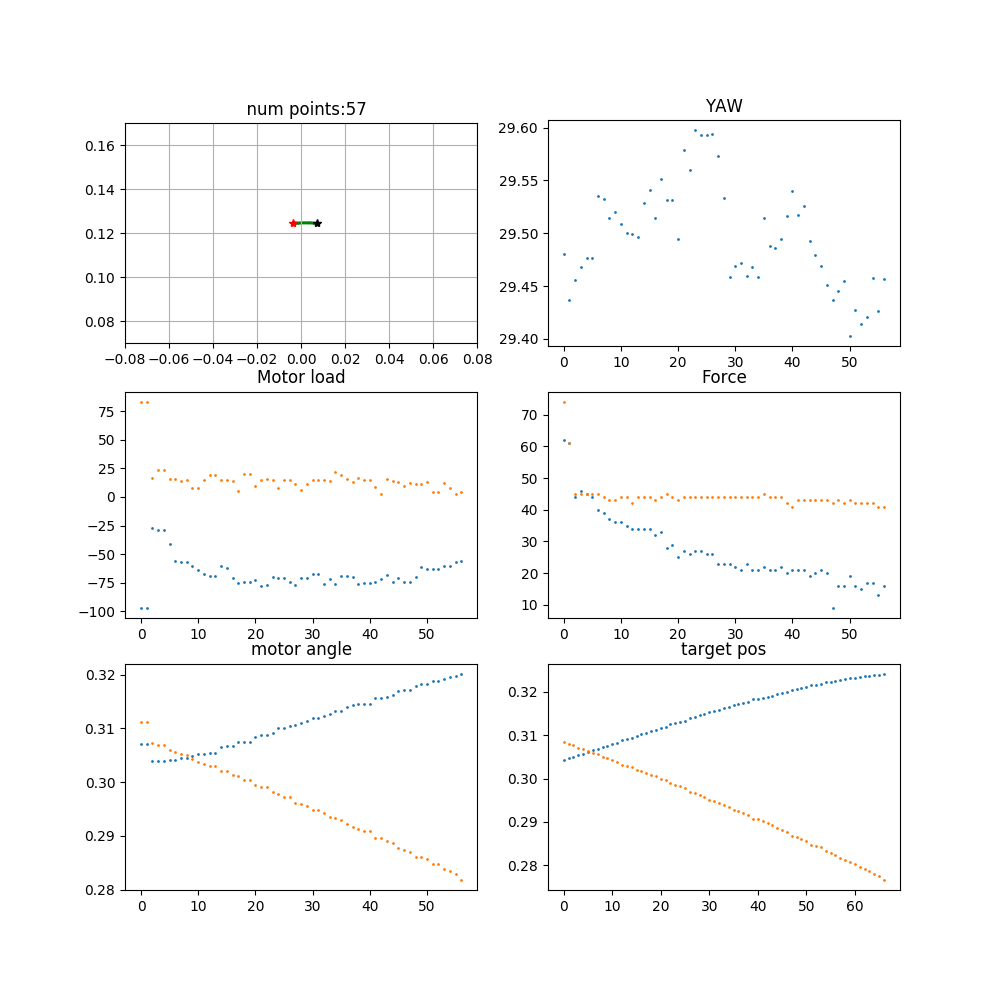 num points:57
YAW
0.16
0.14
0.12
0.10
0.08
−0.08 −0.06 −0.04 −0.02 0.00 0.02 0.04 0.06 0.08
29.60
29.55
29.50
29.45
29.40
0 10 20 30 40 50
Motor load
Force
75
50
25
0
−25
−50
−75
−100
0 10 20 30 40 50
70
60
50
40
30
20
10
0 10 20 30 40 50
motor angle
target pos
0.32
0.31
0.30
0.29
0.28
0 10 20 30 40 50
0.32
0.31
0.30
0.29
0.28
0 10 20 30 40 50 60